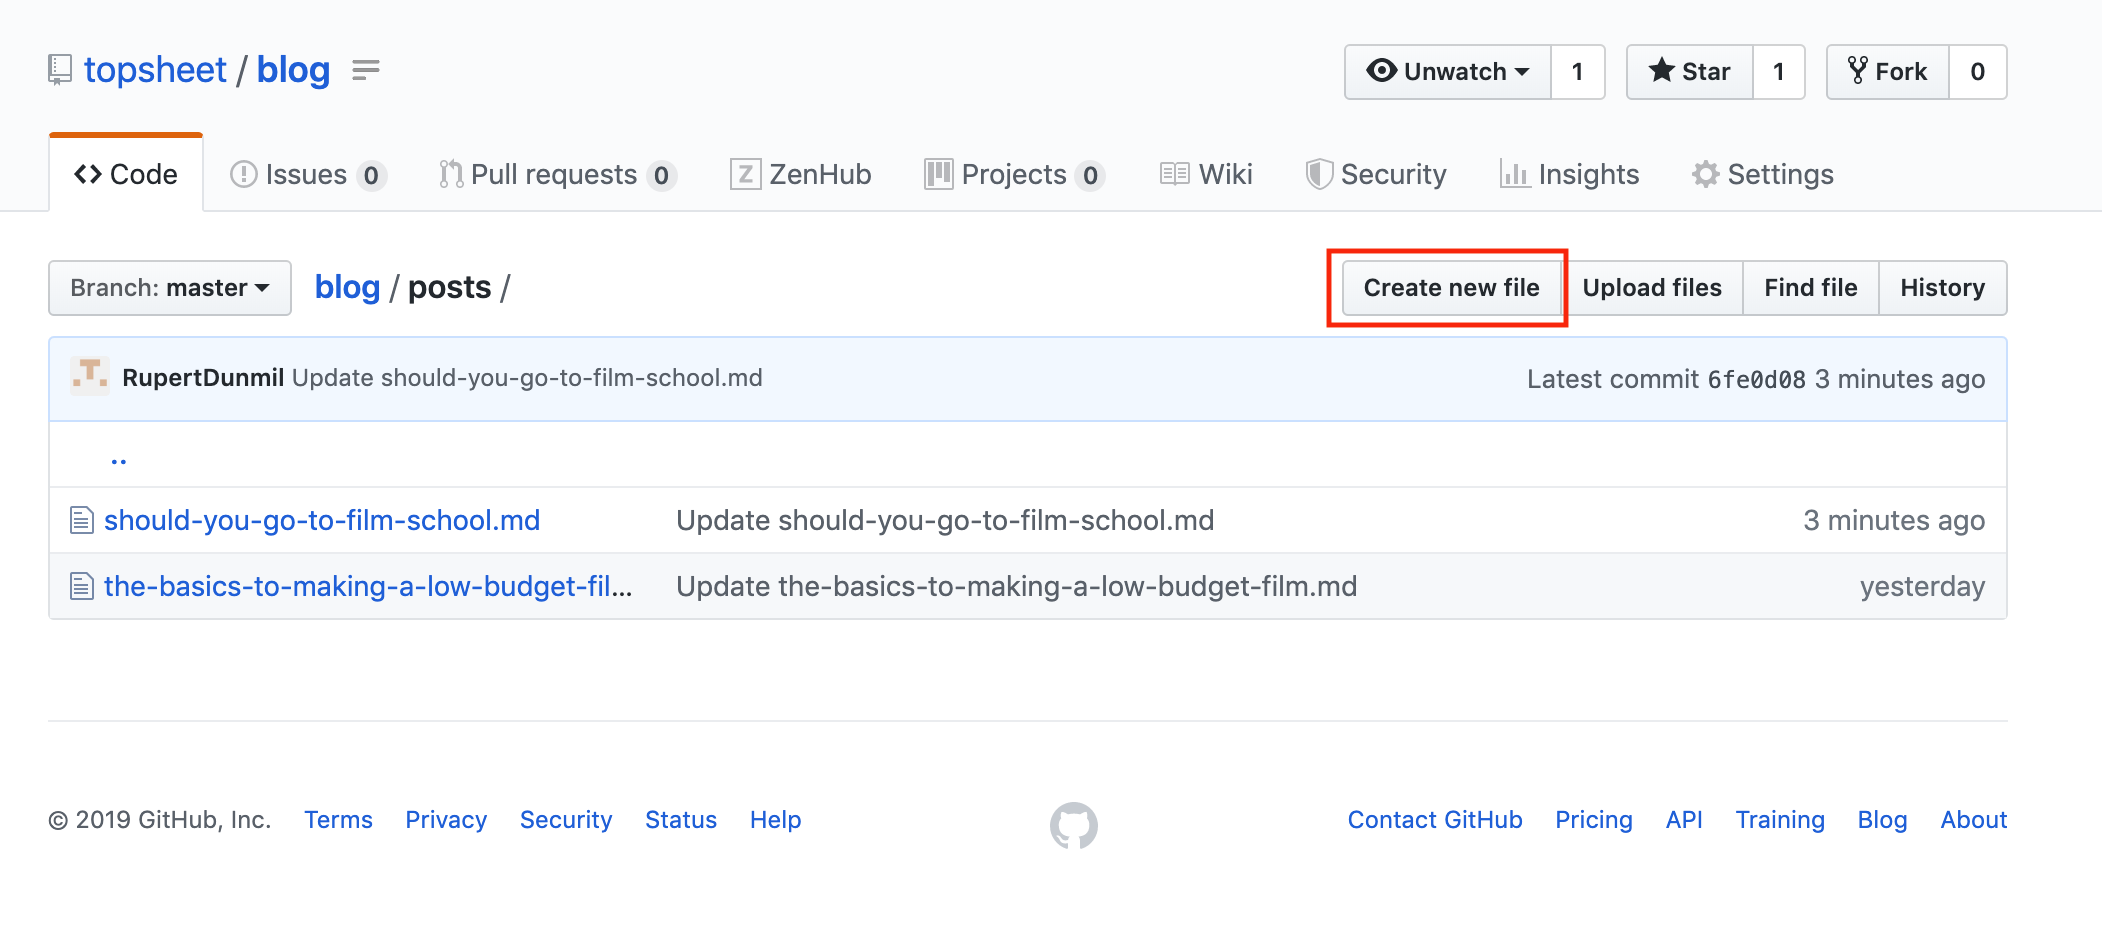 topsheet / blog
Unwatch 1 Star 1 Fork 0
Code Issues 0 Pull requests 0 Z ZenHub Projects 0 Wiki Security Insights Settings
Branch: master blog / posts / Create new file Upload files Find file History
RupertDunmil Update should-you-go-to-film-school.md Latest commit 6fe0d08 3 minutes ago
..
should-you-go-to-film-school.md Update should-you-go-to-film-school.md 3 minutes ago
the-basics-to-making-a-low-budget-fil... Update the-basics-to-making-a-low-budget-film.md yesterday
© 2019 GitHub, Inc. Terms Privacy Security Status Help Contact GitHub Pricing API Training Blog About